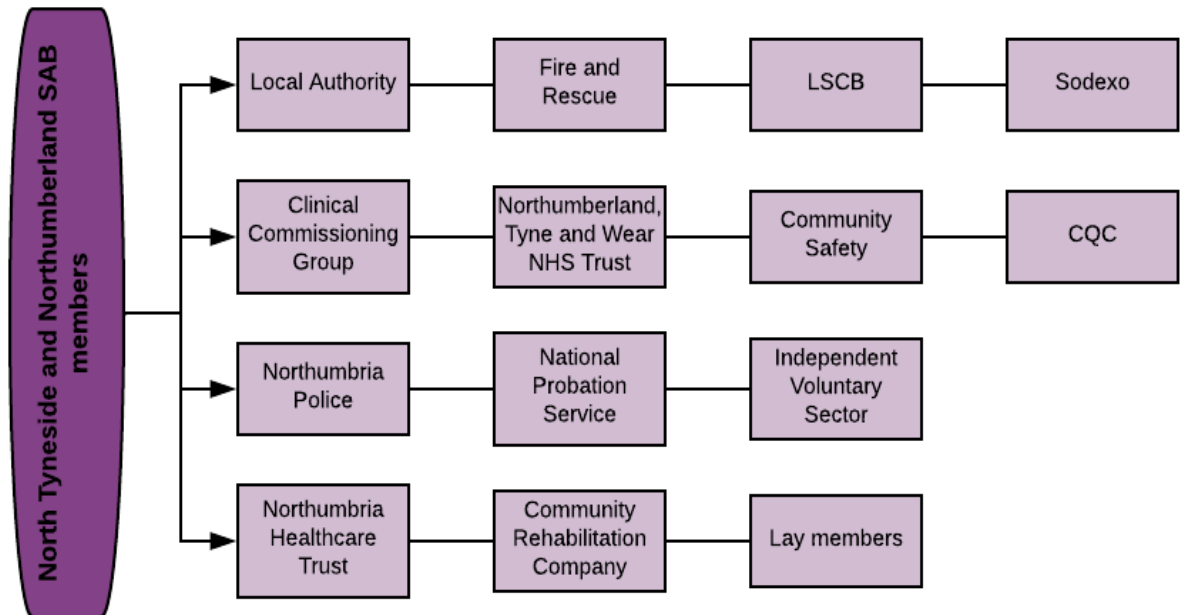 North Tyneside and Northumberland SAB
members
Local Authority
Fire and
Rescue
LSCB
Sodexo
Clinical
Commissioning
Group
Northumberland,
Tyne and Wear
NHS Trust
Community
Safety
CQC
Northumbria
Police
National
Probation
Service
Independent
Voluntary
Sector
Northumbria
Healthcare
Trust
Community
Rehabilitation
Company
Lay members